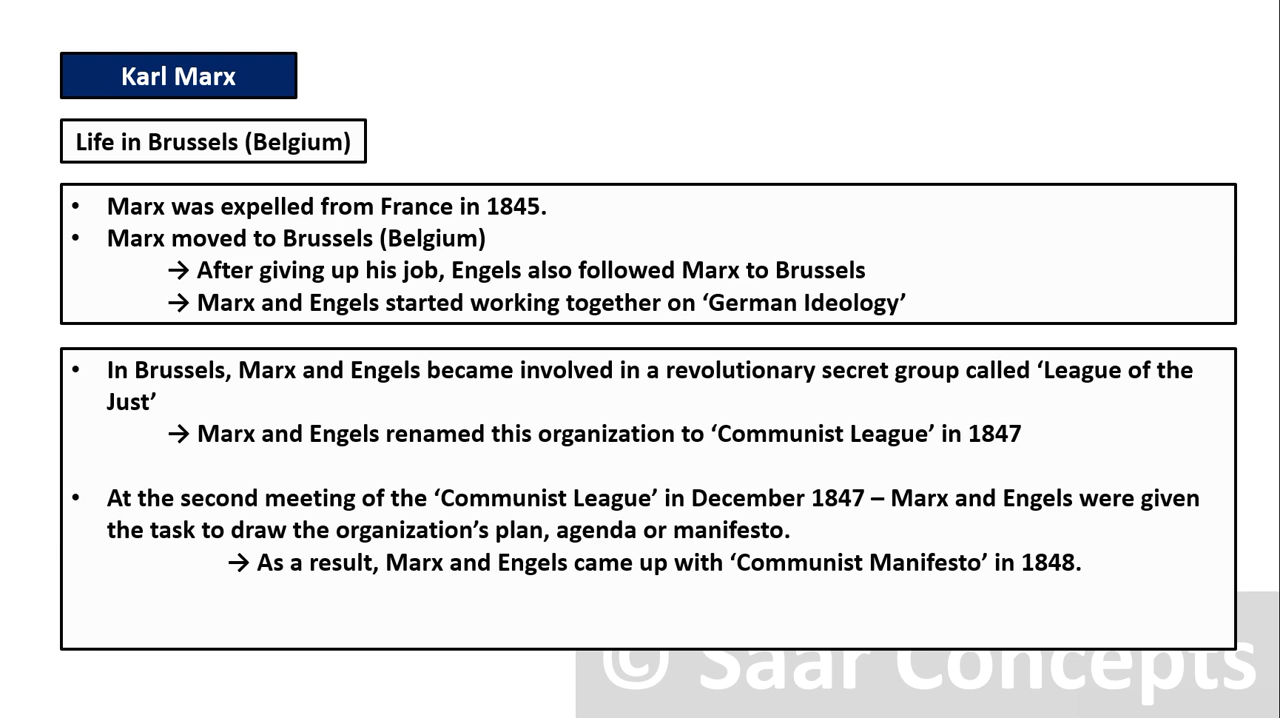 Karl Marx
Life in Brussels (Belgium)
• Marx was expelled from France in 1845.
• Marx moved to Brussels (Belgium)
→ After giving up his job, Engels also followed Marx to Brussels
→ Marx and Engels started working together on ‘German Ideology’
• In Brussels, Marx and Engels became involved in a revolutionary secret group called ‘League of the
Just’
→ Marx and Engels renamed this organization to ‘Communist League’ in 1847
• At the second meeting of the ‘Communist League’ in December 1847 – Marx and Engels were given
the task to draw the organization’s plan, agenda or manifesto.
→ As a result, Marx and Engels came up with ‘Communist Manifesto’ in 1848.
© Saar Concepts